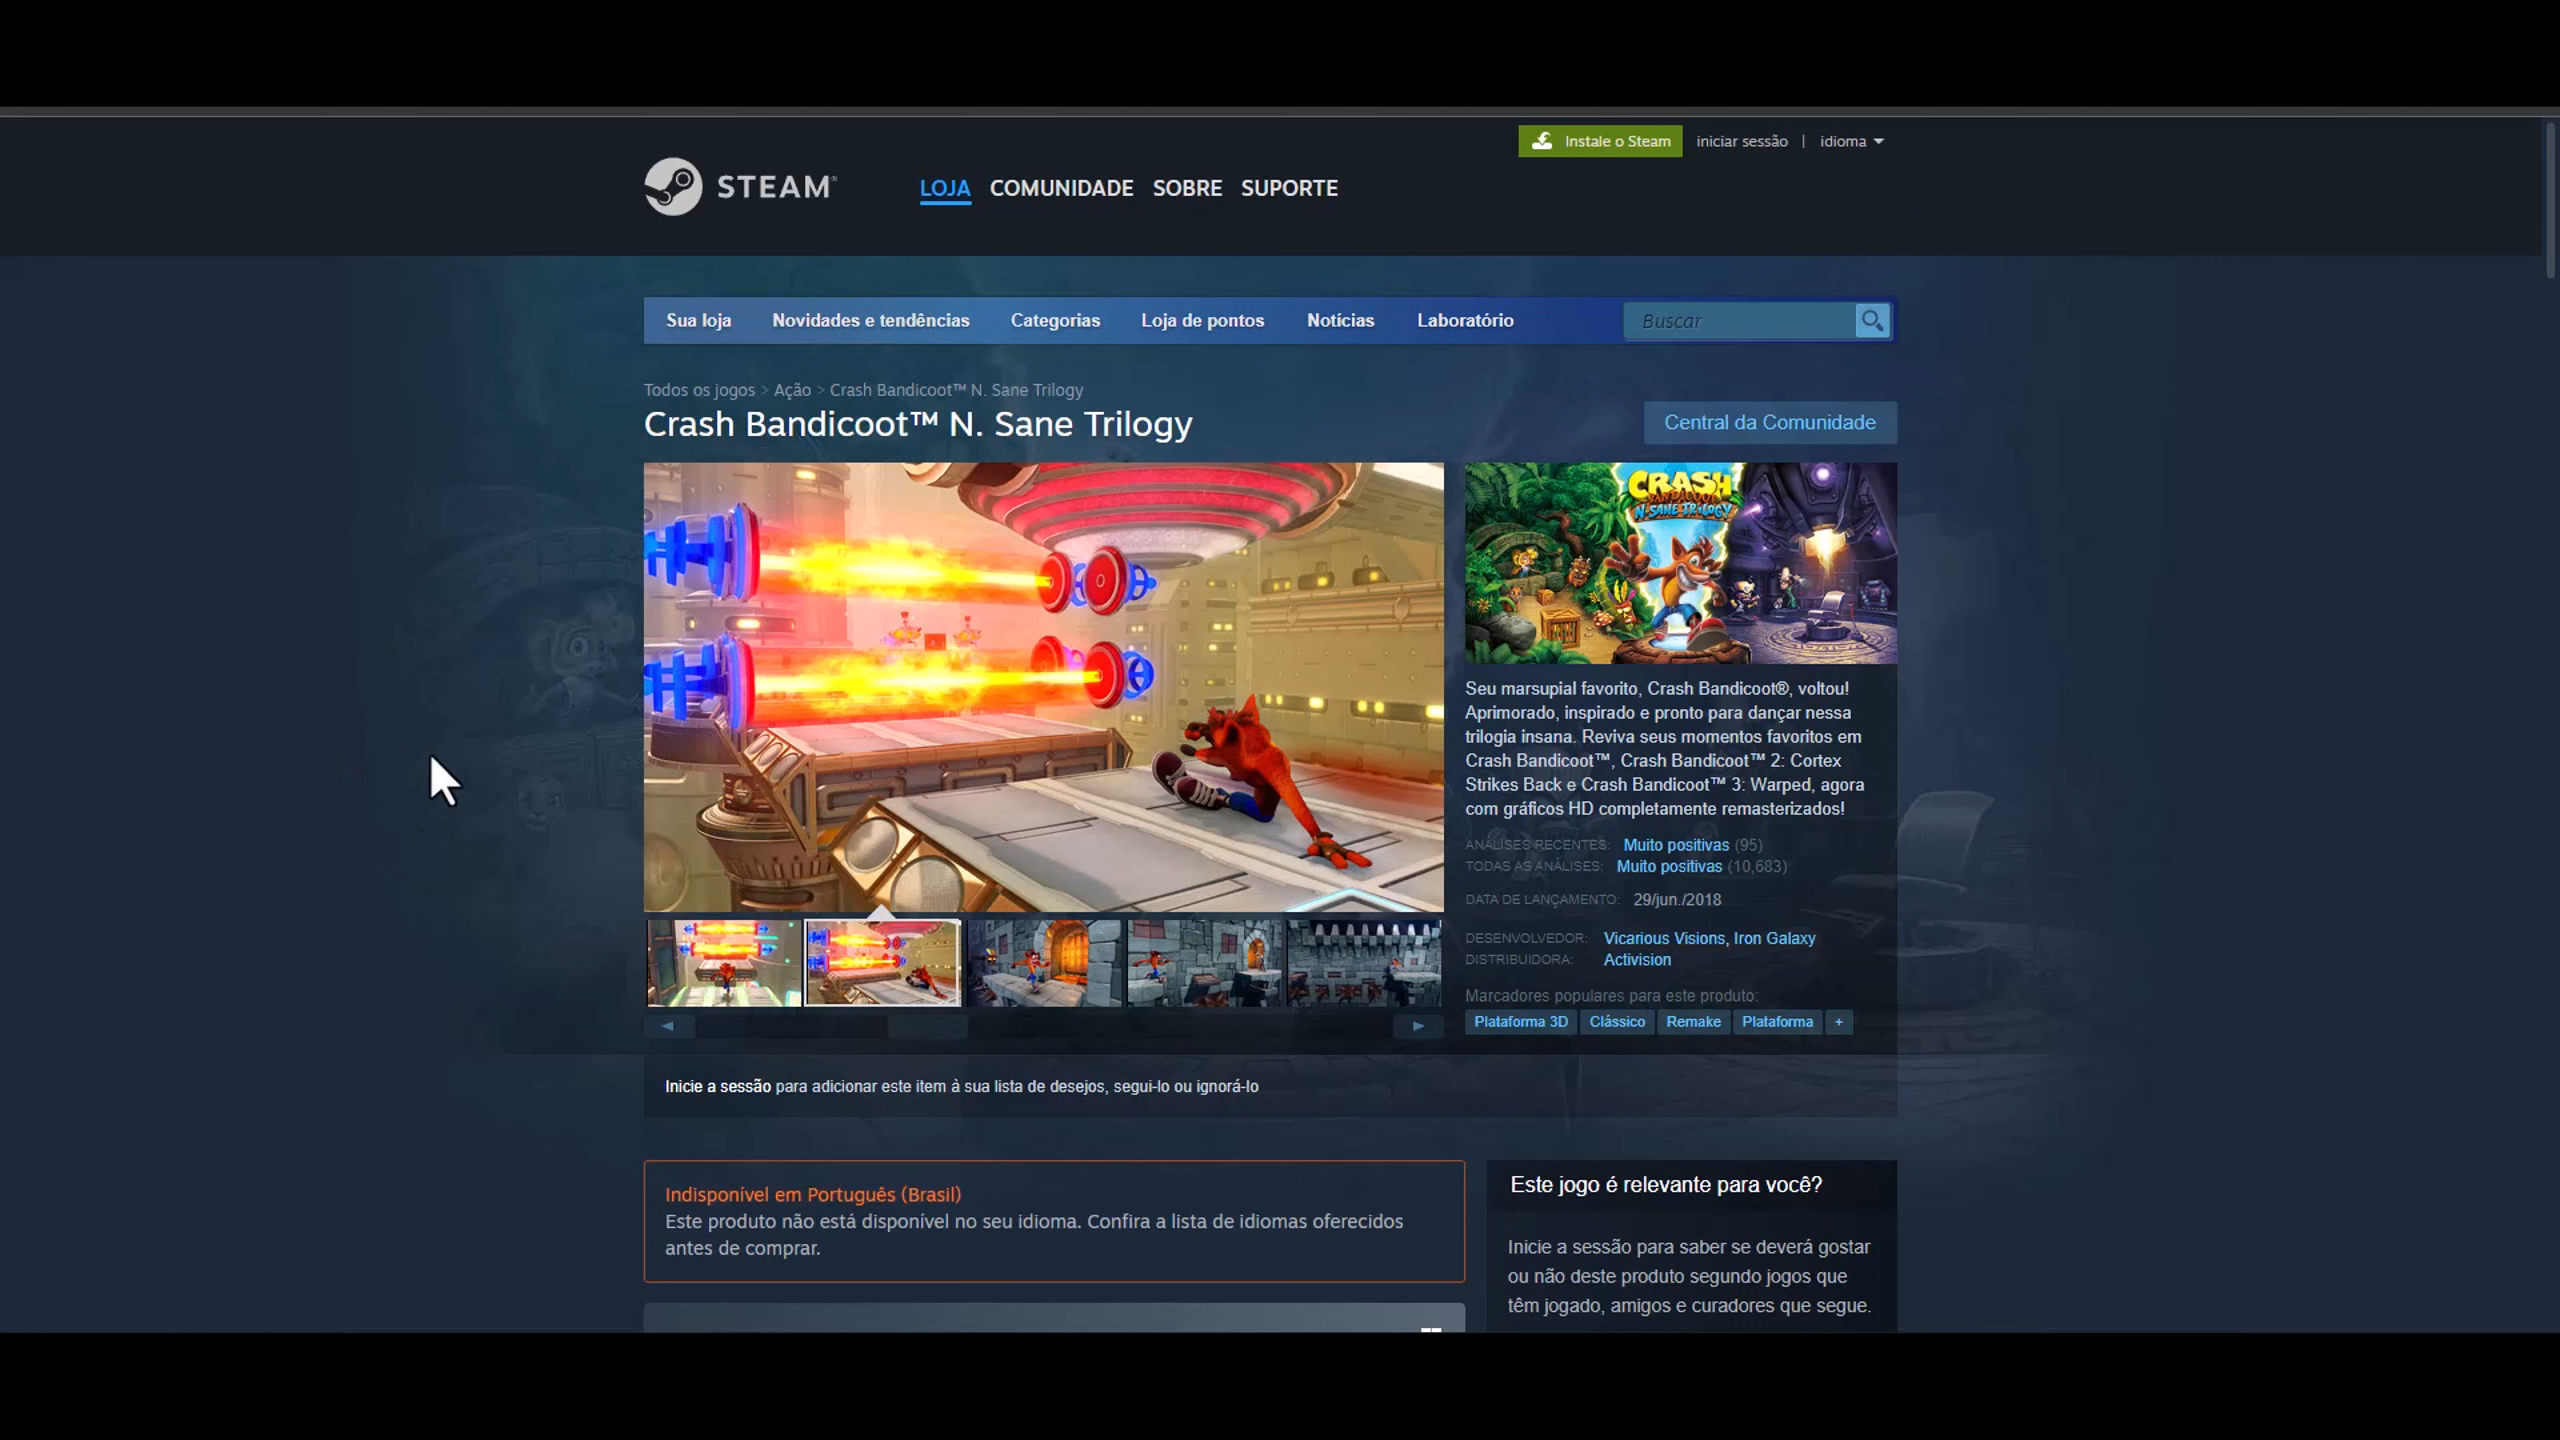 Instale o Steam
iniciar sessão | idioma
STEAM
LOJA COMUNIDADE SOBRE SUPORTE
Sua loja Novidades e tendências Categorias Loja de pontos Notícias Laboratório Buscar
Todos os jogos > Ação > Crash Bandicoot™ N. Sane Trilogy
Crash Bandicoot™ N. Sane Trilogy
Central da Comunidade
CRASH
BANDICOOT
N. SANE TRILOGY
Seu marsupial favorito, Crash Bandicoot®, voltou!
Aprimorado, inspirado e pronto para dançar nessa
trilogia insana. Reviva seus momentos favoritos em
Crash Bandicoot™, Crash Bandicoot™ 2: Cortex
Strikes Back e Crash Bandicoot™ 3: Warped, agora
com gráficos HD completamente remasterizados!
ANÁLISES RECENTES: Muito positivas (95)
TODAS AS ANÁLISES: Muito positivas (10,683)
DATA DE LANÇAMENTO: 29/jun./2018
DESENVOLVEDOR: Vicarious Visions, Iron Galaxy
DISTRIBUIDORA: Activision
Marcadores populares para este produto:
Plataforma 3D Clássico Remake Plataforma +
Inicie a sessão para adicionar este item à sua lista de desejos, segui-lo ou ignorá-lo
Indisponível em Português (Brasil)
Este produto não está disponível no seu idioma. Confira a lista de idiomas oferecidos
antes de comprar.
Este jogo é relevante para você?
Inicie a sessão para saber se deverá gostar
ou não deste produto segundo jogos que
têm jogado, amigos e curadores que segue.